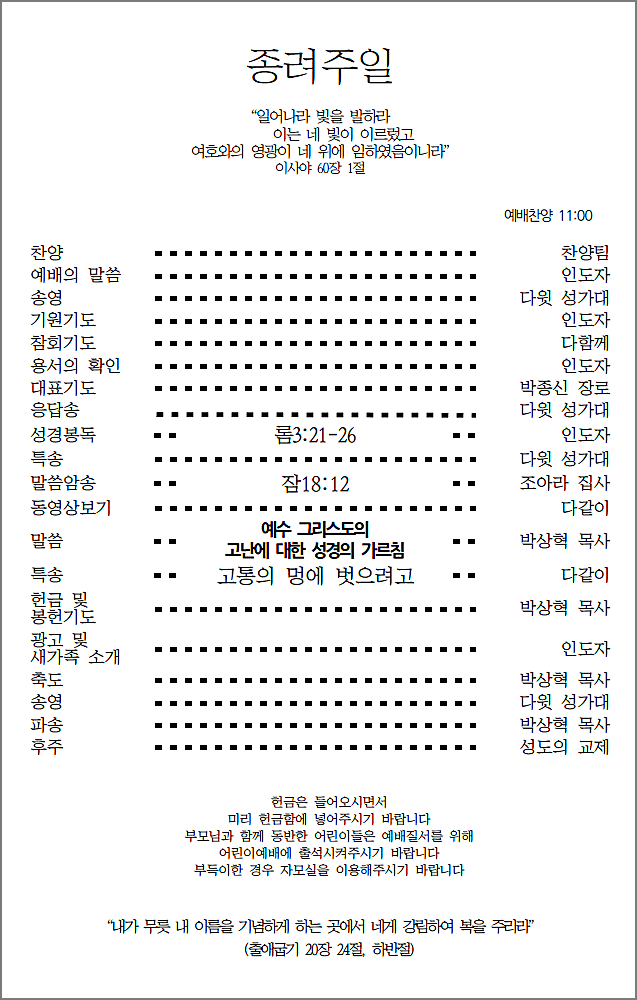 종려주일
“일어나라 빛을 발하라
이는 네 빛이 이르렀고
여호와의 영광이 네 위에 임하였음이니라”
이사야 60장 1절
예배찬양 11:00
찬양 찬양팀
예배의 말씀 인도자
송영 다윗 성가대
기원기도 인도자
참회기도 다함께
용서의 확인 인도자
대표기도 박종신 장로
응답송 다윗 성가대
성경봉독 롬3:21-26 인도자
특송 다윗 성가대
말씀암송 잠18:12 조아라 집사
동영상보기 다같이
예수 그리스도의
말씀 고난에 대한 성경의 가르침 박상혁 목사
특송 고통의 멍에 벗으려고 다같이
헌금 및
봉헌기도 박상혁 목사
광고 및
새가족 소개 인도자
축도 박상혁 목사
송영 다윗 성가대
파송 박상혁 목사
후주 성도의 교제
헌금은 들어오시면서
미리 헌금함에 넣어주시기 바랍니다
부모님과 함께 동반한 어린이들은 예배질서를 위해
어린이예배에 출석시켜주시기 바랍니다
부득이한 경우 자모실을 이용해주시기 바랍니다
“내가 무릇 내 이름을 기념하게 하는 곳에서 네게 강림하여 복을 주리라”
(출애굽기 20장 24절, 하반절)